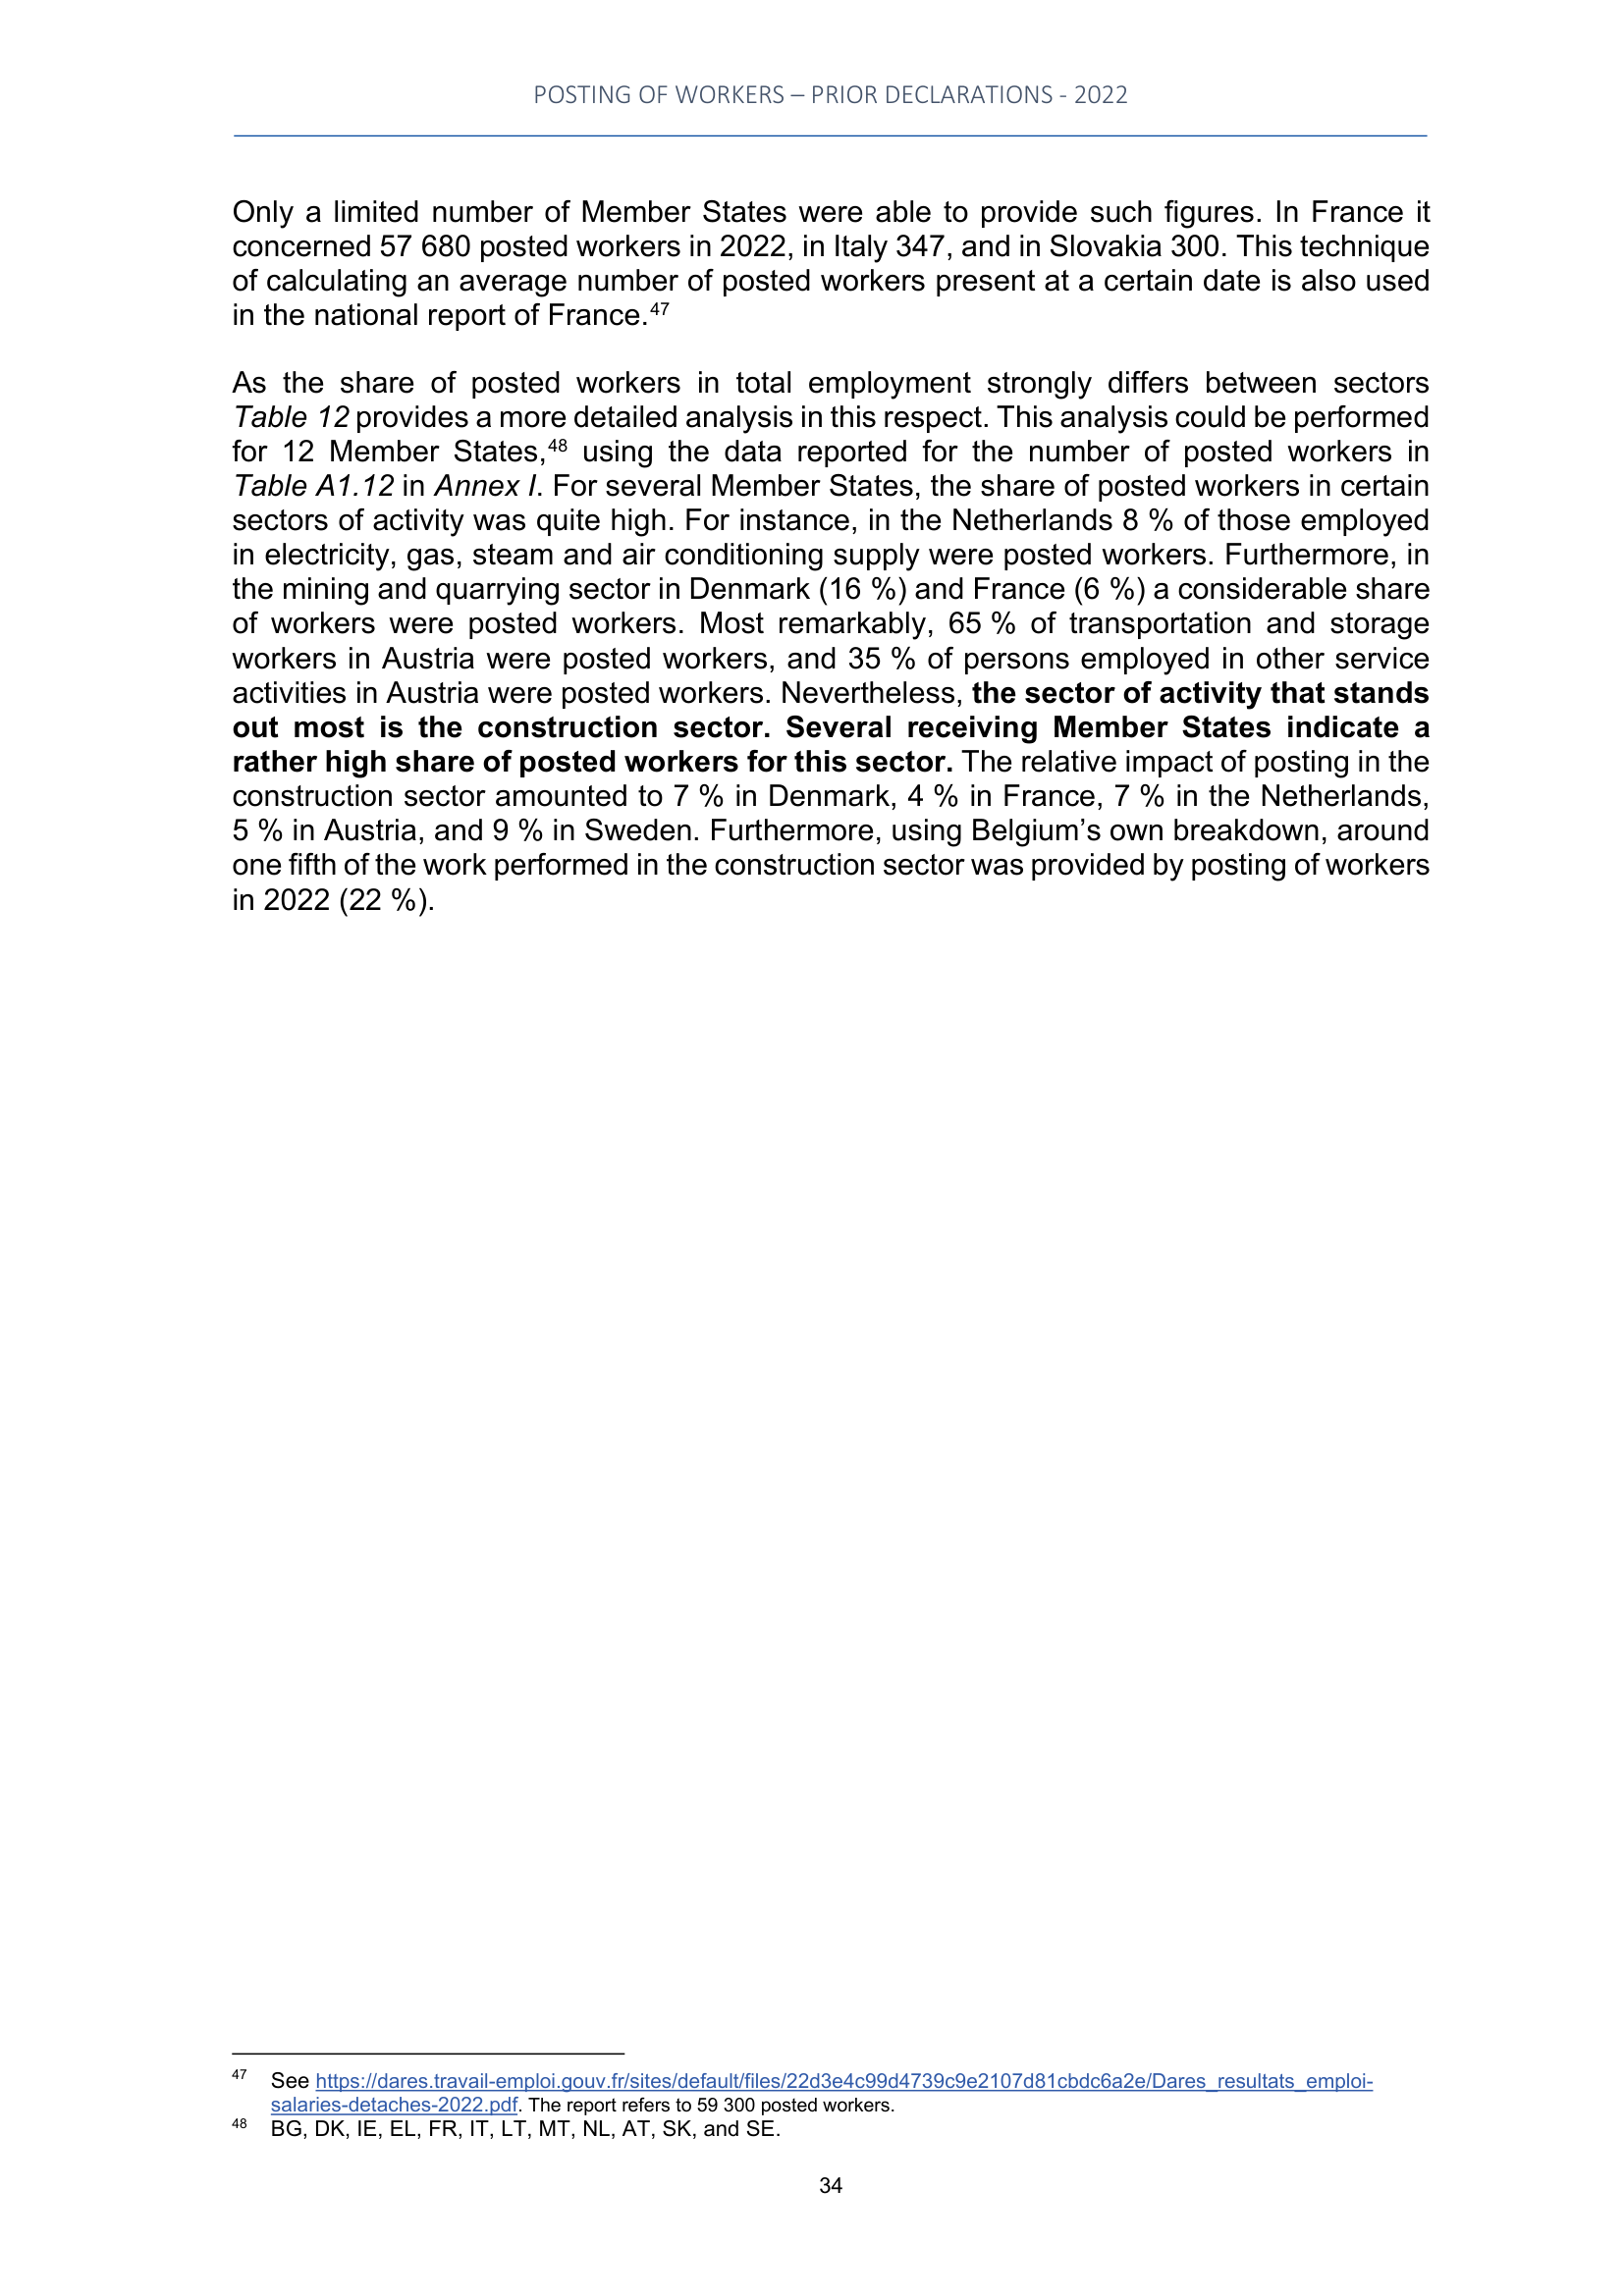 POSTING OF WORKERS – PRIOR DECLARATIONS - 2022
Only a limited number of Member States were able to provide such figures. In France it
concerned 57 680 posted workers in 2022, in Italy 347, and in Slovakia 300. This technique
of calculating an average number of posted workers present at a certain date is also used
in the national report of France.47
As the share of posted workers in total employment strongly differs between sectors
Table 12 provides a more detailed analysis in this respect. This analysis could be performed
for 12 Member States,48 using the data reported for the number of posted workers in
Table A1.12 in Annex I. For several Member States, the share of posted workers in certain
sectors of activity was quite high. For instance, in the Netherlands 8 % of those employed
in electricity, gas, steam and air conditioning supply were posted workers. Furthermore, in
the mining and quarrying sector in Denmark (16 %) and France (6 %) a considerable share
of workers were posted workers. Most remarkably, 65 % of transportation and storage
workers in Austria were posted workers, and 35 % of persons employed in other service
activities in Austria were posted workers. Nevertheless, the sector of activity that stands
out most is the construction sector. Several receiving Member States indicate a
rather high share of posted workers for this sector. The relative impact of posting in the
construction sector amounted to 7 % in Denmark, 4 % in France, 7 % in the Netherlands,
5 % in Austria, and 9 % in Sweden. Furthermore, using Belgium’s own breakdown, around
one fifth of the work performed in the construction sector was provided by posting of workers
in 2022 (22 %).
47 See https://dares.travail-emploi.gouv.fr/sites/default/files/22d3e4c99d4739c9e2107d81cbdc6a2e/Dares_resultats_emploi-
salaries-detaches-2022.pdf. The report refers to 59 300 posted workers.
48 BG, DK, IE, EL, FR, IT, LT, MT, NL, AT, SK, and SE.
34